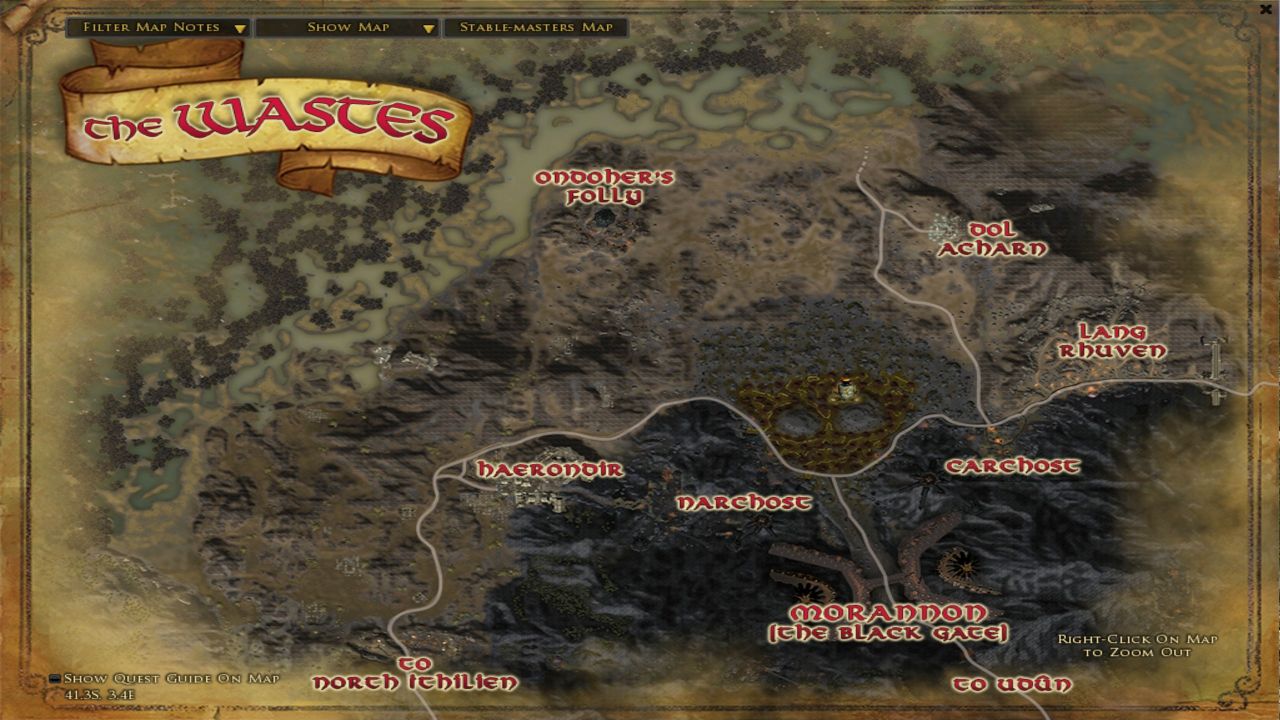 Filter Map Notes
Show Map
Stable-masters Map
The Wastes
Ondoher's
Folly
Dol
Acharn
Lang
Rhuven
Haerondir
Carchost
Narchost
Morannon
(The Black Gate)
Right-Click On Map
to Zoom Out
To
North Ithilien
Show Quest Guide On Map
41.3S, 3.4E
To Udûn